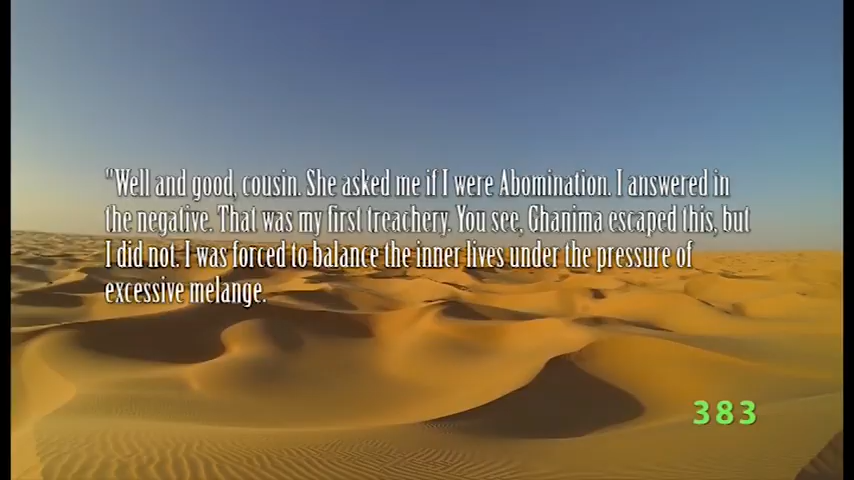 "Well and good, cousin. She asked me if I were Abomination. I answered in
the negative. That was my first treachery. You see, Ghanima escaped this, but
I did not. I was forced to balance the inner lives under the pressure of
excessive melange.
383